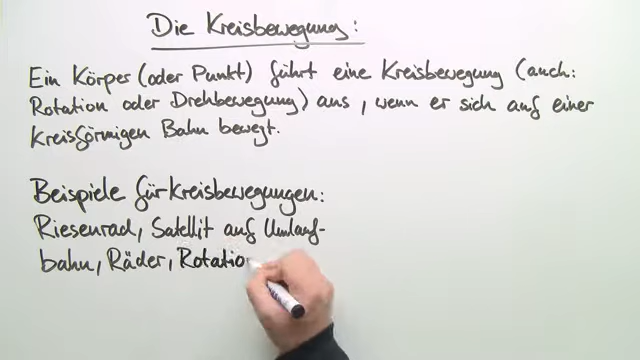 Die Kreisbewegung:
Ein Körper (oder Punkt) führt eine Kreisbewegung (auch:
Rotation oder Drehbewegung) aus, wenn er sich auf einer
kreisförmigen Bahn bewegt.
Beispiele für Kreisbewegungen:
Riesenrad, Satellit auf Umlauf-
bahn, Räder, Rotatio